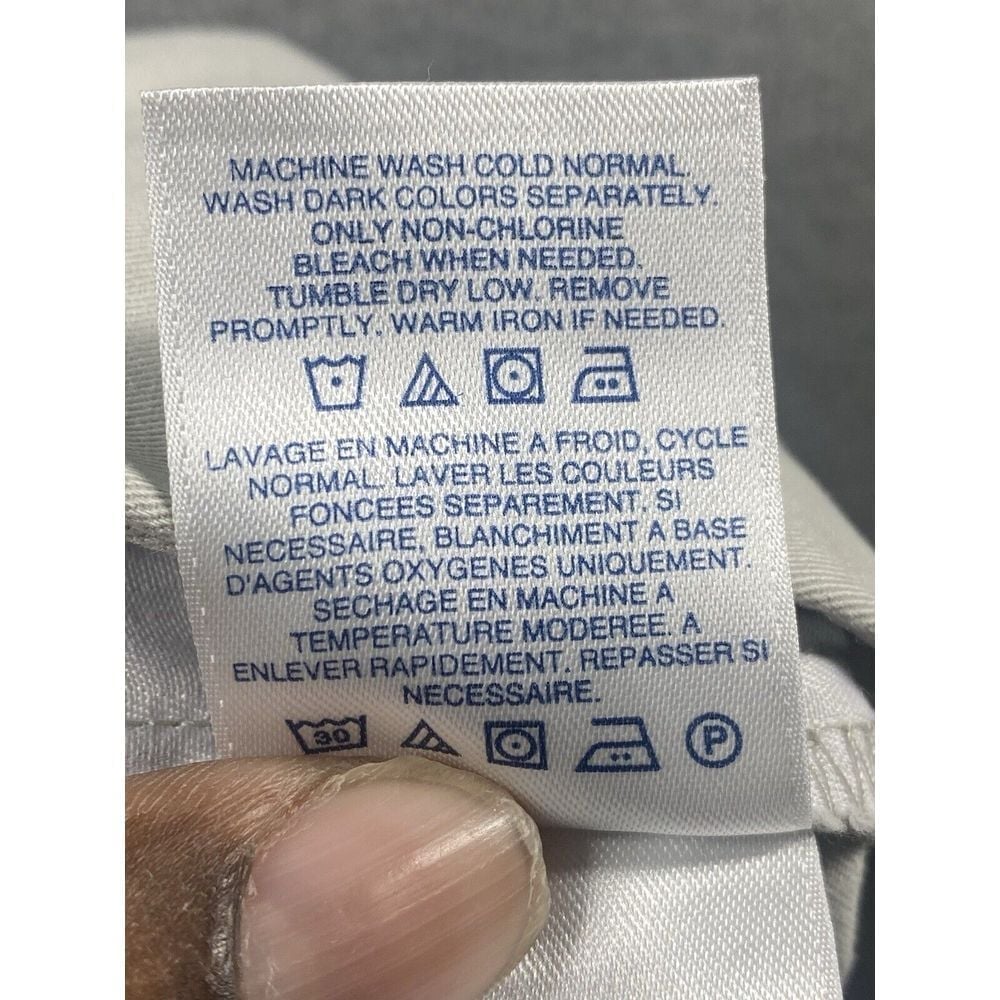 MACHINE WASH COLD NORMAL.
WASH DARK COLORS SEPARATELY.
ONLY NON-CHLORINE
BLEACH WHEN NEEDED.
TUMBLE DRY LOW. REMOVE
PROMPTLY. WARM IRON IF NEEDED.
LAVAGE EN MACHINE A FROID, CYCLE
NORMAL. LAVER LES COULEURS
FONCEES SEPAREMENT. SI
NECESSAIRE, BLANCHIMENT A BASE
D'AGENTS OXYGENES UNIQUEMENT.
SECHAGE EN MACHINE A
TEMPERATURE MODEREE. A
ENLEVER RAPIDEMENT. REPASSER SI
NECESSAIRE.
30 P